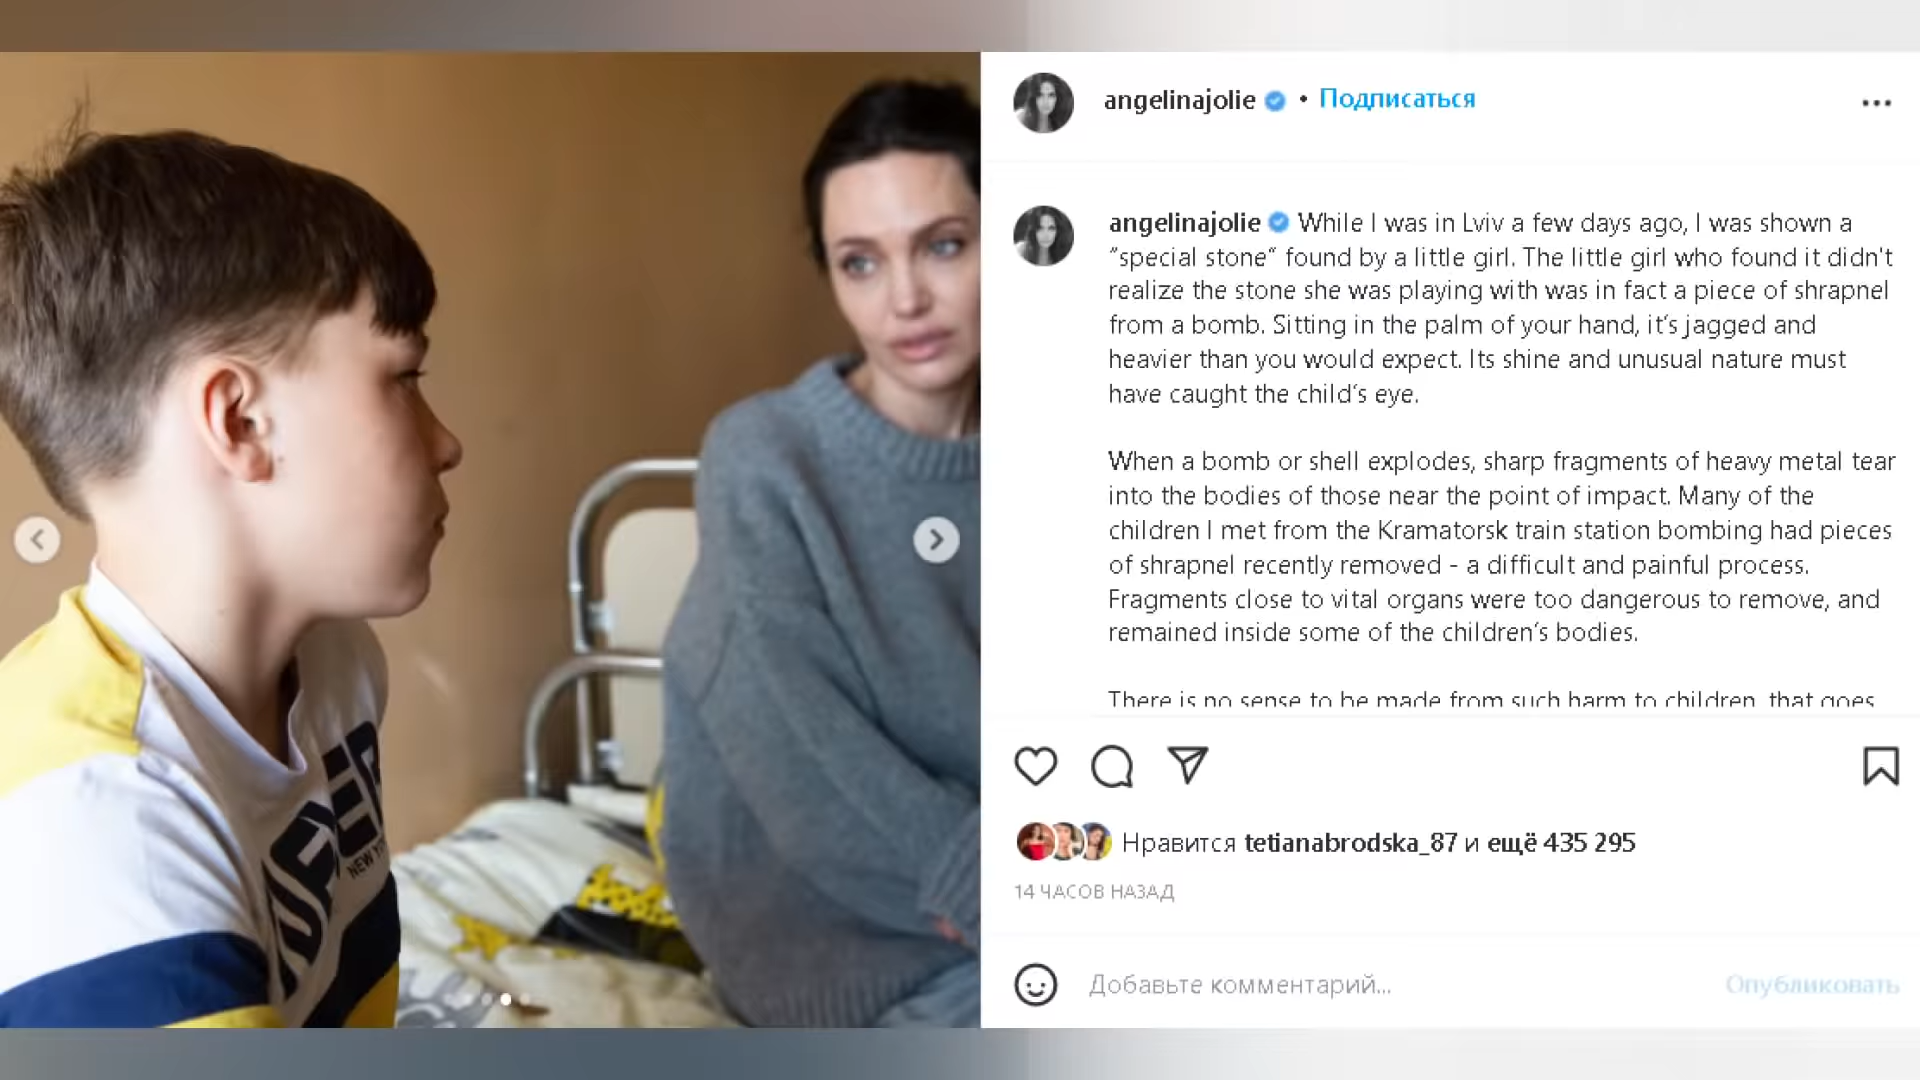 angelinajolie • Подписаться
angelinajolie While I was in Lviv a few days ago, I was shown a
“special stone” found by a little girl. The little girl who found it didn't
realize the stone she was playing with was in fact a piece of shrapnel
from a bomb. Sitting in the palm of your hand, it’s jagged and
heavier than you would expect. Its shine and unusual nature must
have caught the child’s eye.
When a bomb or shell explodes, sharp fragments of heavy metal tear
into the bodies of those near the point of impact. Many of the
children I met from the Kramatorsk train station bombing had pieces
of shrapnel recently removed - a difficult and painful process.
Fragments close to vital organs were too dangerous to remove, and
remained inside some of the children’s bodies.
There is no sense to be made from such harm to children, that goes
Нравится tetianabrodska_87 и ещё 435 295
14 ЧАСОВ НАЗАД
Добавьте комментарий...
Опубликовать
NEW